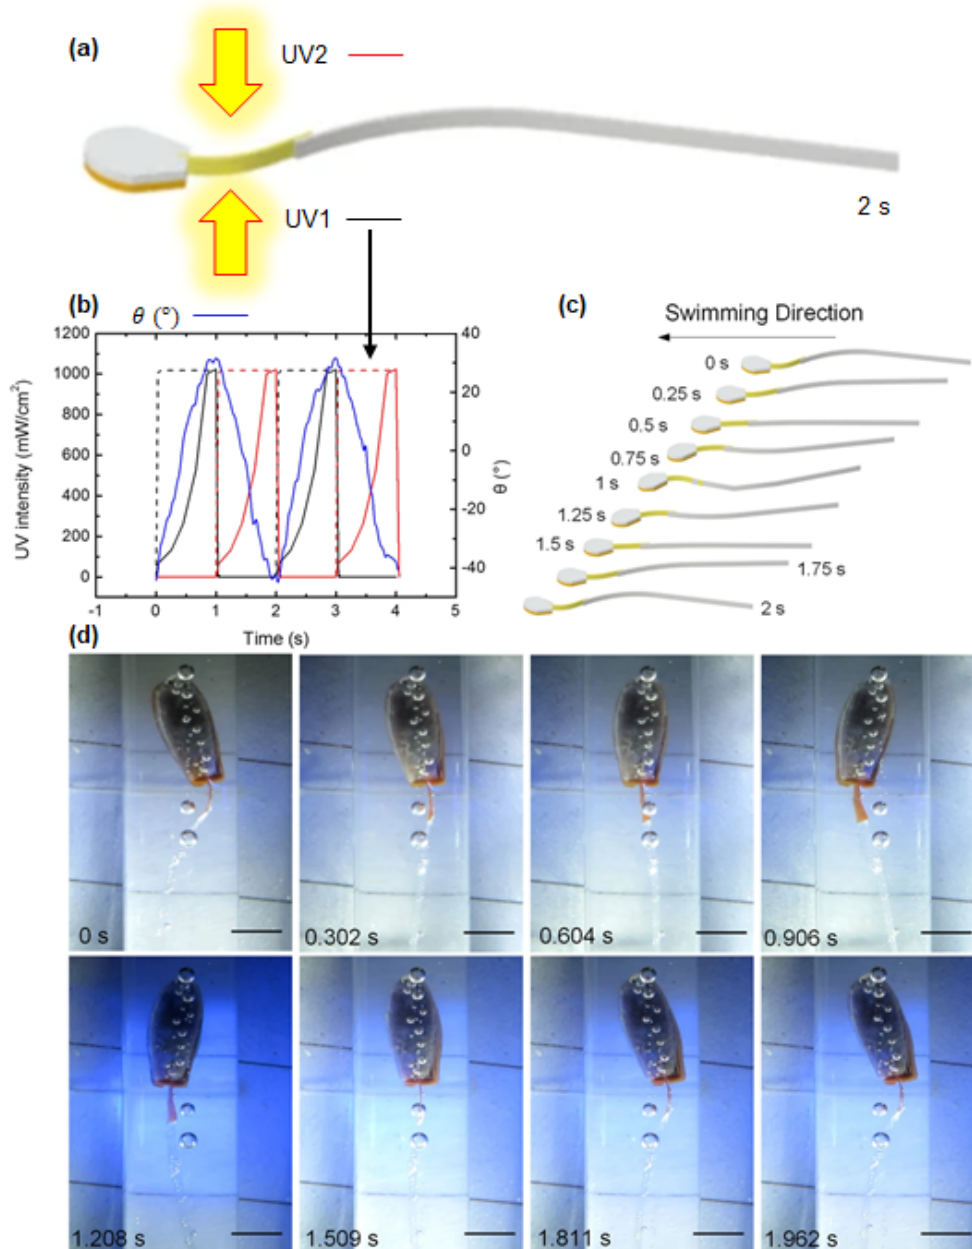 (a)
UV2
UV1
2 s
(b)
θ (°)
1200
1000
800
600
400
200
0
UV intensity (mW/cm²)
40
20
0
-20
-40
θ (°)
-1 0 1 2 3 4 5
Time (s)
(c)
Swimming Direction
0 s
0.25 s
0.5 s
0.75 s
1 s
1.25 s
1.5 s
1.75 s
2 s
(d)
0 s
0.302 s
0.604 s
0.906 s
1.208 s
1.509 s
1.811 s
1.962 s